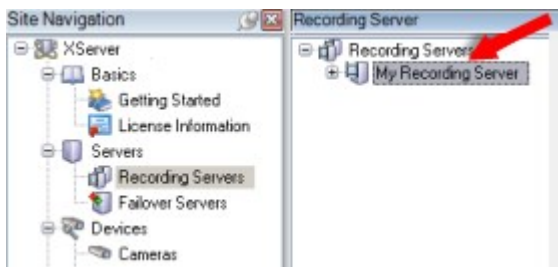 Site Navigation
XServer
Basics
Getting Started
License Information
Servers
Recording Servers
Failover Servers
Devices
Cameras
Recording Server
Recording Servers
My Recording Server